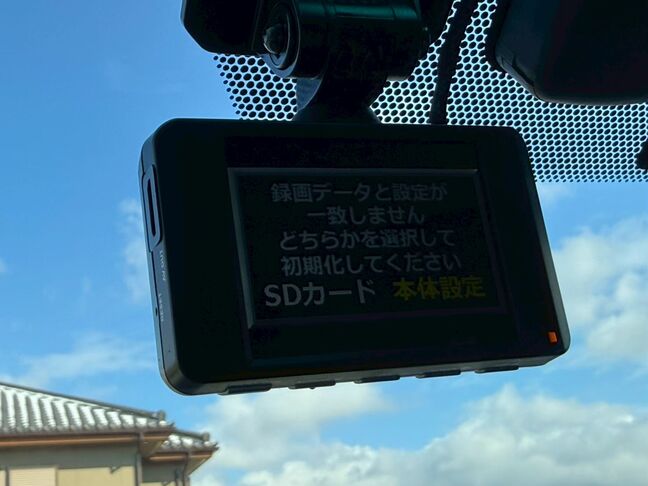 録画データと設定が
一致しません
どちらかを選択して
初期化してください
SDカード 本体設定